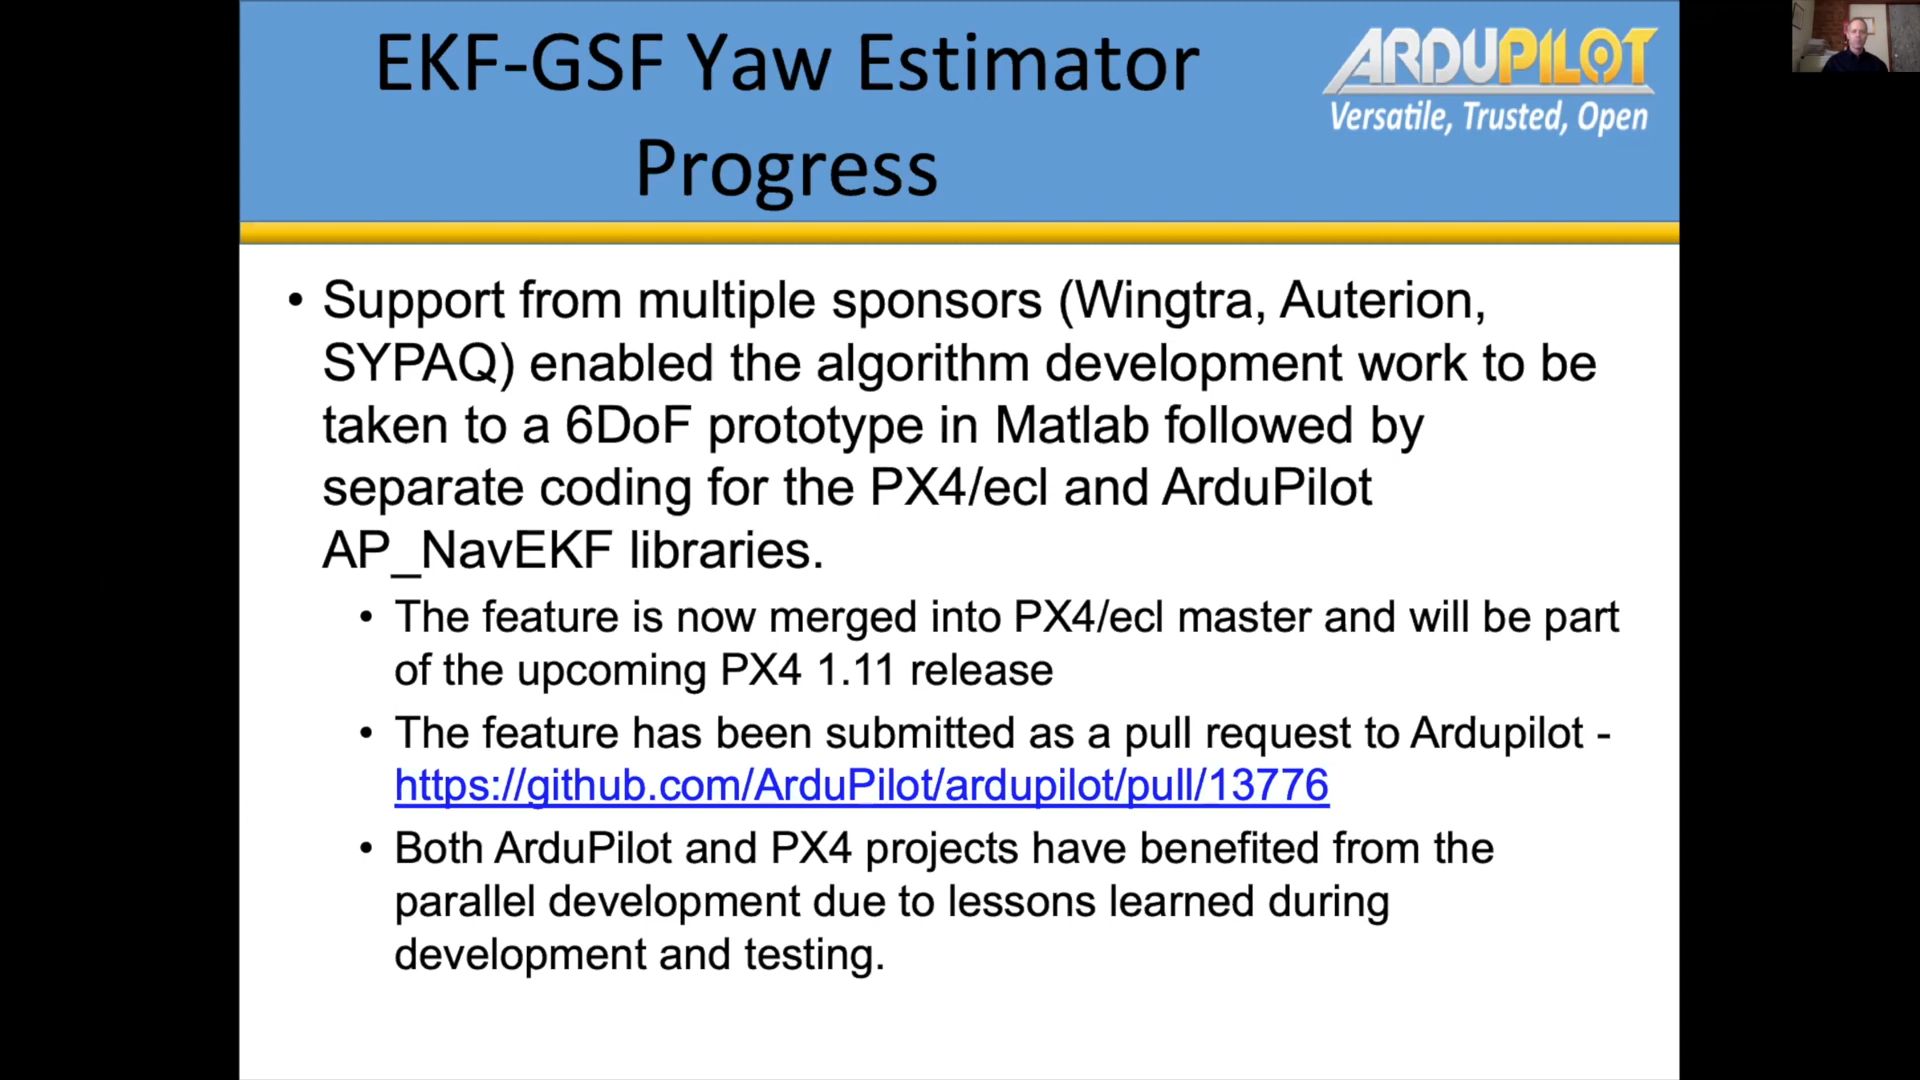 EKF-GSF Yaw Estimator
Progress
ARDUPILOT
Versatile, Trusted, Open
• Support from multiple sponsors (Wingtra, Auterion,
SYPAQ) enabled the algorithm development work to be
taken to a 6DoF prototype in Matlab followed by
separate coding for the PX4/ecl and ArduPilot
AP_NavEKF libraries.
• The feature is now merged into PX4/ecl master and will be part
of the upcoming PX4 1.11 release
• The feature has been submitted as a pull request to Ardupilot -
https://github.com/ArduPilot/ardupilot/pull/13776
• Both ArduPilot and PX4 projects have benefited from the
parallel development due to lessons learned during
development and testing.